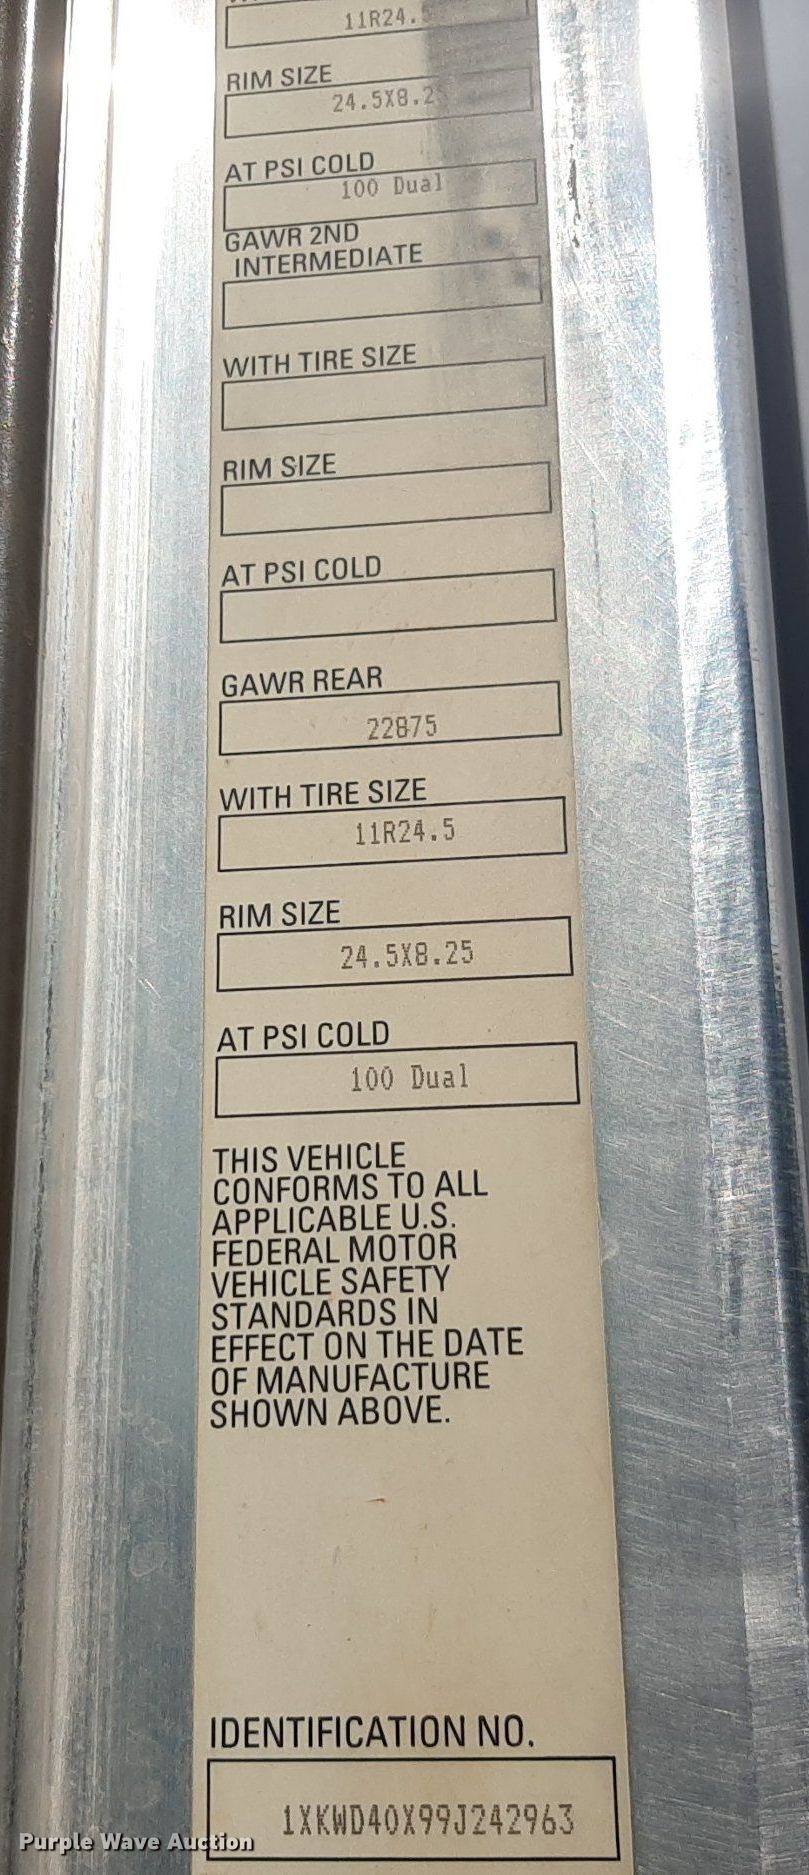 11R24.5
RIM SIZE
24.5X8.2
AT PSI COLD
100 Dual
GAWR 2ND
INTERMEDIATE
WITH TIRE SIZE
RIM SIZE
AT PSI COLD
GAWR REAR
22875
WITH TIRE SIZE
11R24.5
RIM SIZE
24.5X8.25
AT PSI COLD
100 Dual
THIS VEHICLE
CONFORMS TO ALL
APPLICABLE U.S.
FEDERAL MOTOR
VEHICLE SAFETY
STANDARDS IN
EFFECT ON THE DATE
OF MANUFACTURE
SHOWN ABOVE.
IDENTIFICATION NO.
1XKWD40X99J242963
Purple Wave Auction